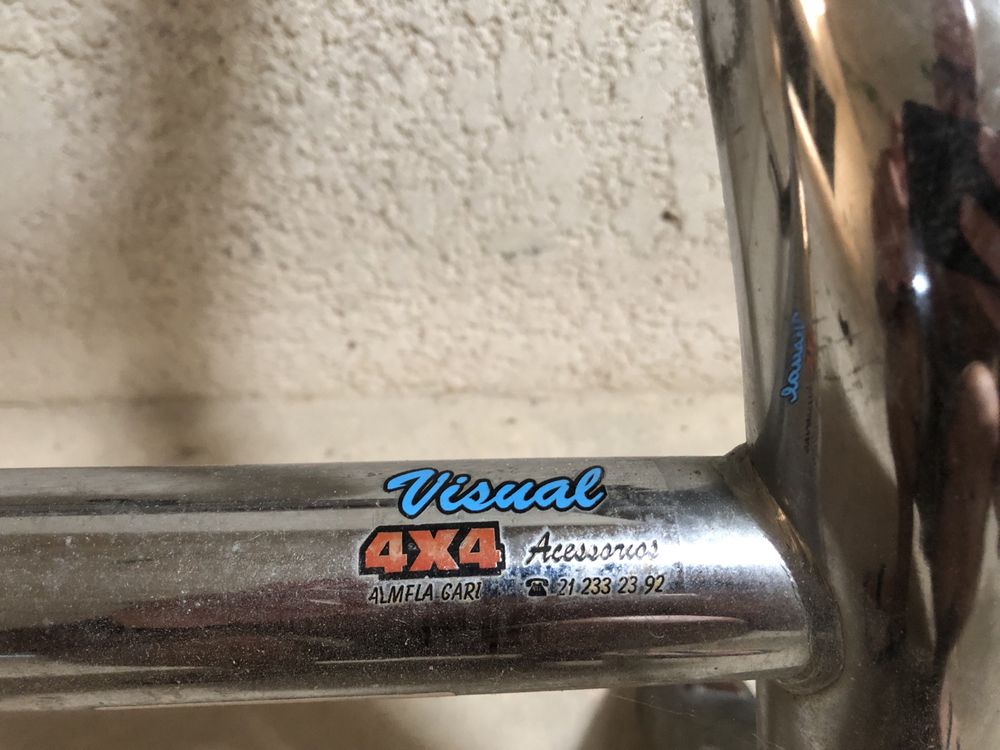 Visual
4X4 Acessorios
ALMELA GARI ☎ 21 233 23 92